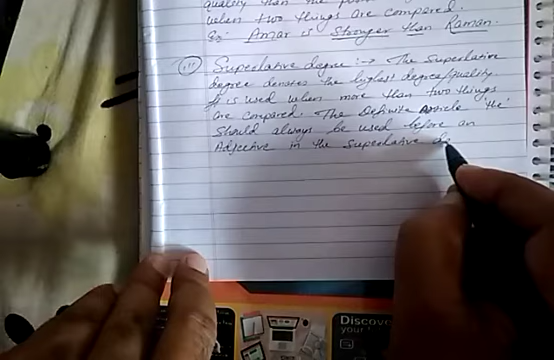 quality than the
when two things are compared.
Eg: Amar is Stronger than Raman.
(iii) Superlative degree :→ The Superlative
degree denotes the highest degree/quality.
It is used when more than two things
are compared. The Definite Article 'the'
should always be used before an
Adjective in the Superlative de
Discove
your